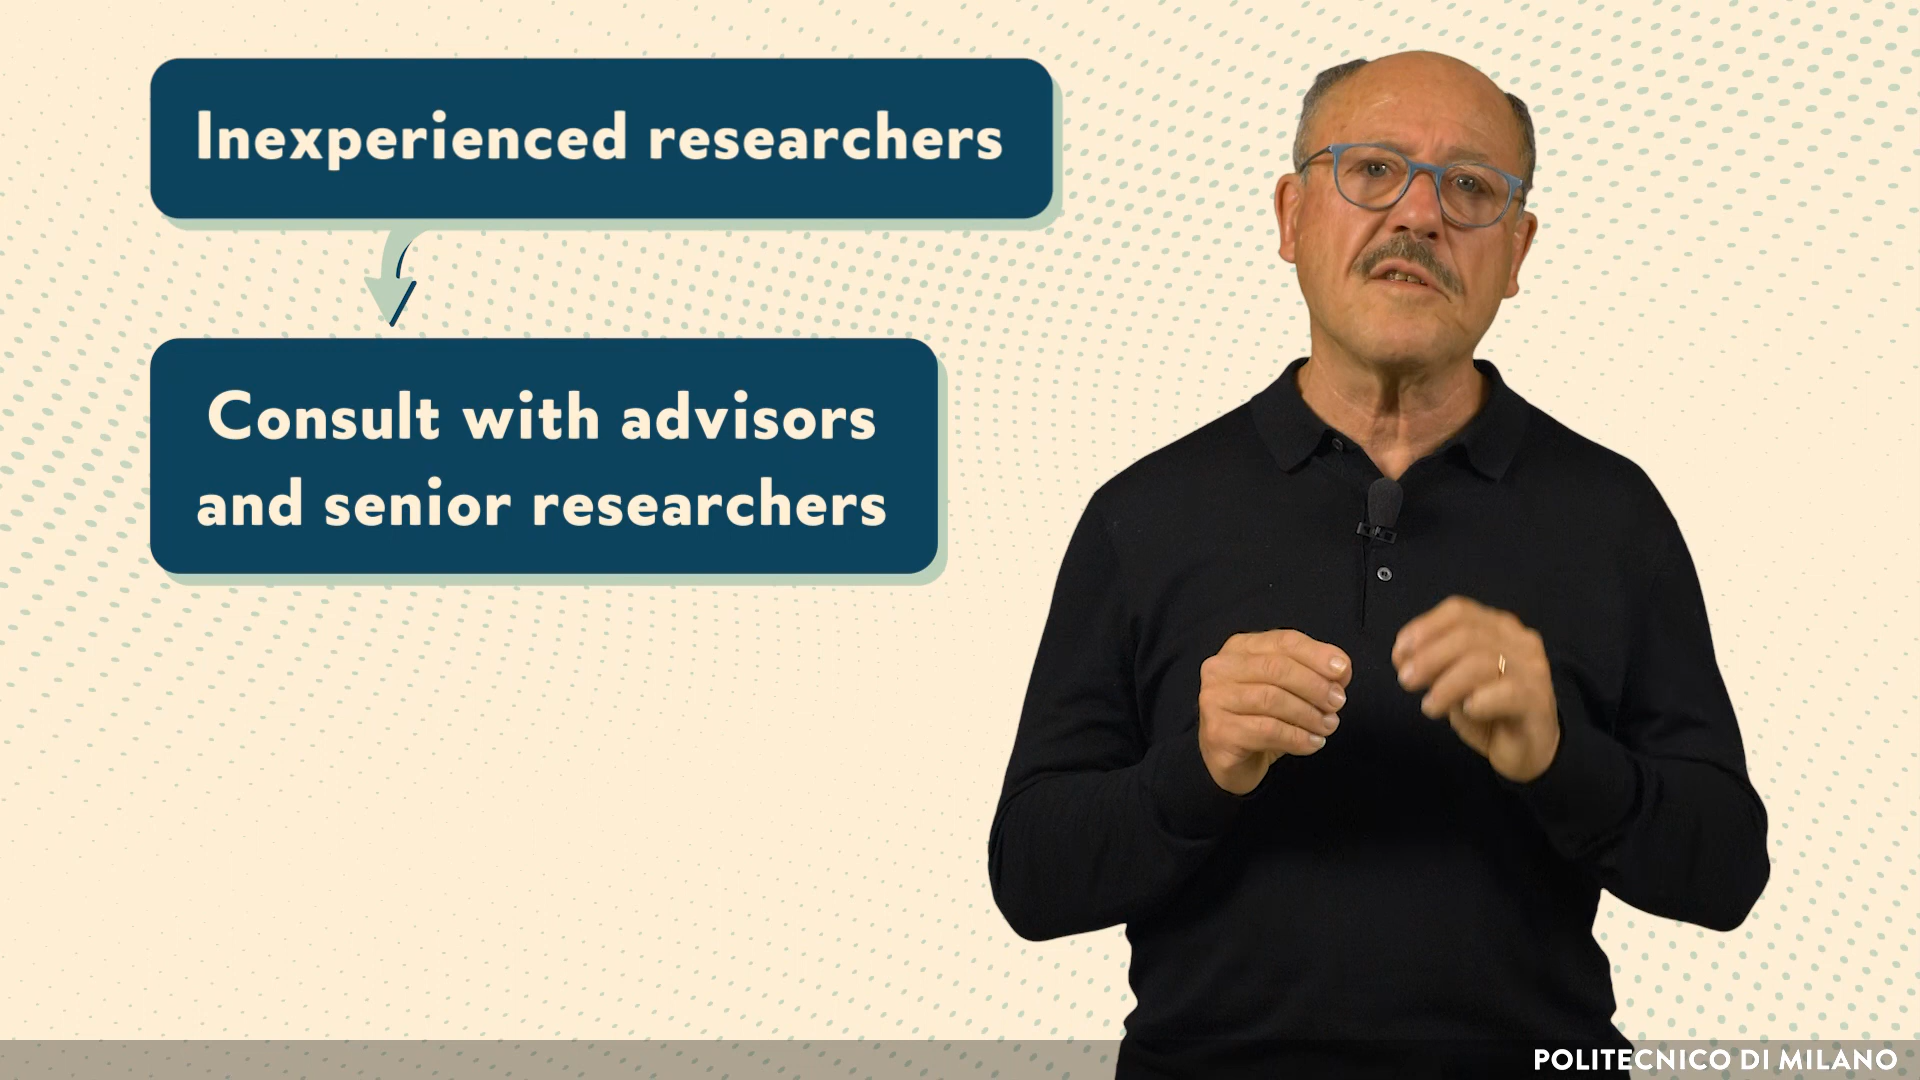 Inexperienced researchers
Consult with advisors
and senior researchers
POLITECNICO DI MILANO